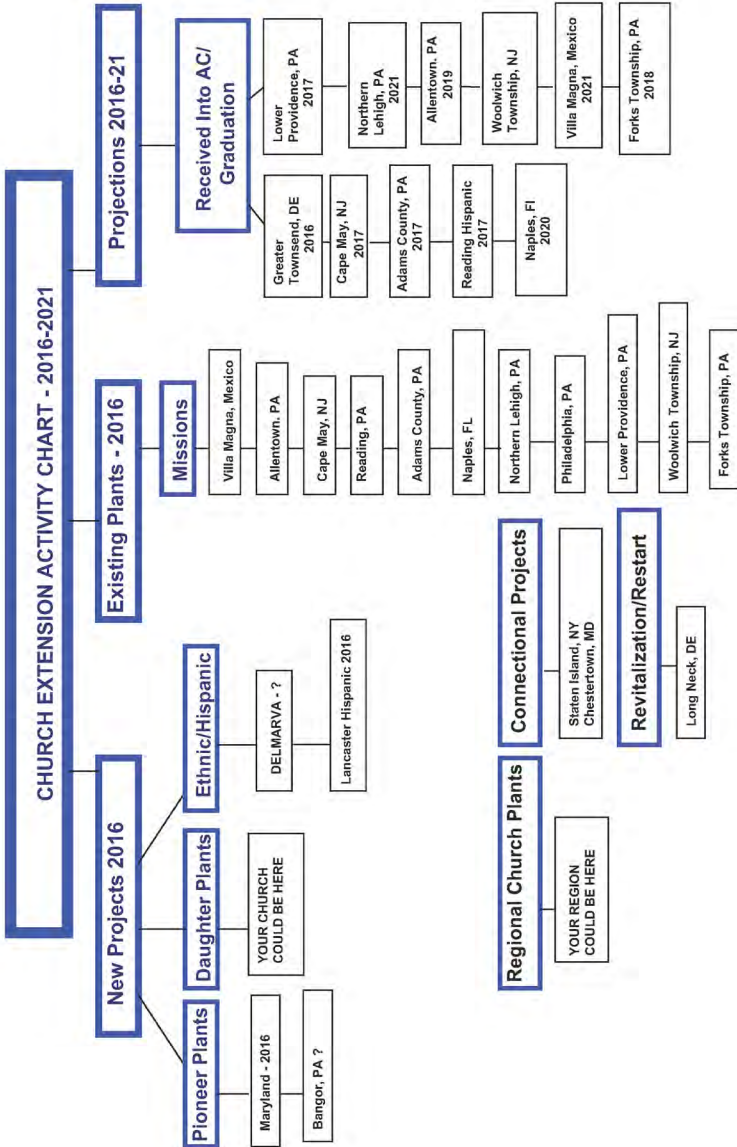 CHURCH EXTENSION ACTIVITY CHART - 2016-2021
New Projects 2016
Pioneer Plants
Maryland - 2016
Bangor, PA ?
Daughter Plants
YOUR CHURCH
COULD BE HERE
Ethnic/Hispanic
DELMARVA - ?
Lancaster Hispanic 2016
Existing Plants - 2016
Missions
Villa Magna, Mexico
Allentown. PA
Cape May, NJ
Reading, PA
Adams County, PA
Naples, FL
Northern Lehigh, PA
Philadelphia, PA
Lower Providence, PA
Woolwich Township, NJ
Forks Township, PA
Projections 2016-21
Received Into AC/
Graduation
Greater
Townsend, DE
2016
Cape May, NJ
2017
Adams County, PA
2017
Reading Hispanic
2017
Naples, Fl
2020
Lower
Providence, PA
2017
Northern
Lehigh, PA
2021
Allentown. PA
2019
Woolwich
Township, NJ
Villa Magna, Mexico
2021
Forks Township, PA
2018
Regional Church Plants
YOUR REGION
COULD BE HERE
Connectional Projects
Staten Island, NY
Chestertown, MD
Revitalization/Restart
Long Neck, DE